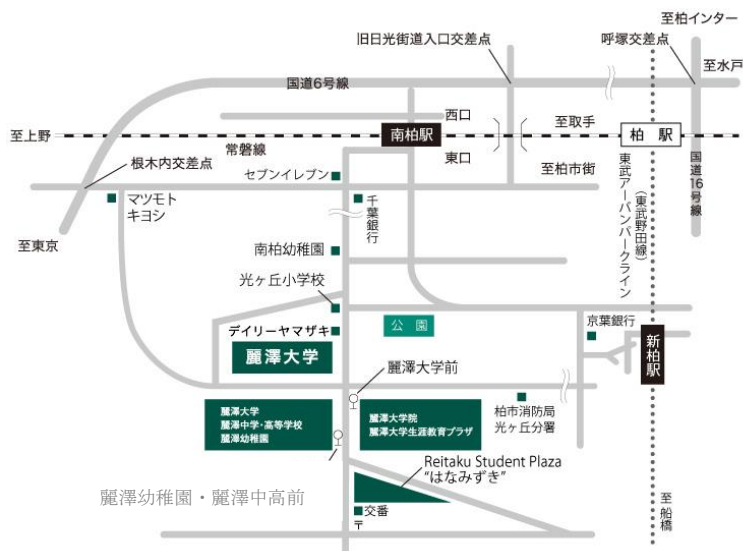 至柏インター
旧日光街道入口交差点
呼塚交差点
至水戸
国道6号線
西口
至取手
至上野
南柏駅
柏 駅
常磐線
東口
根木内交差点
セブンイレブン
至柏市街
国道16号線
マツモト
キヨシ
千葉銀行
東武アーバンパークライン
(東武野田線)
至東京
南柏幼稚園
光ヶ丘小学校
公園
京葉銀行
デイリーヤマザキ
新柏駅
麗澤大学
麗澤大学前
麗澤大学
麗澤中学・高等学校
麗澤幼稚園
麗澤大学院
麗澤大学生涯教育プラザ
柏市消防局
光ヶ丘分署
Reitaku Student Plaza
“はなみずき”
麗澤幼稚園・麗澤中高前
交番
〒
至船橋